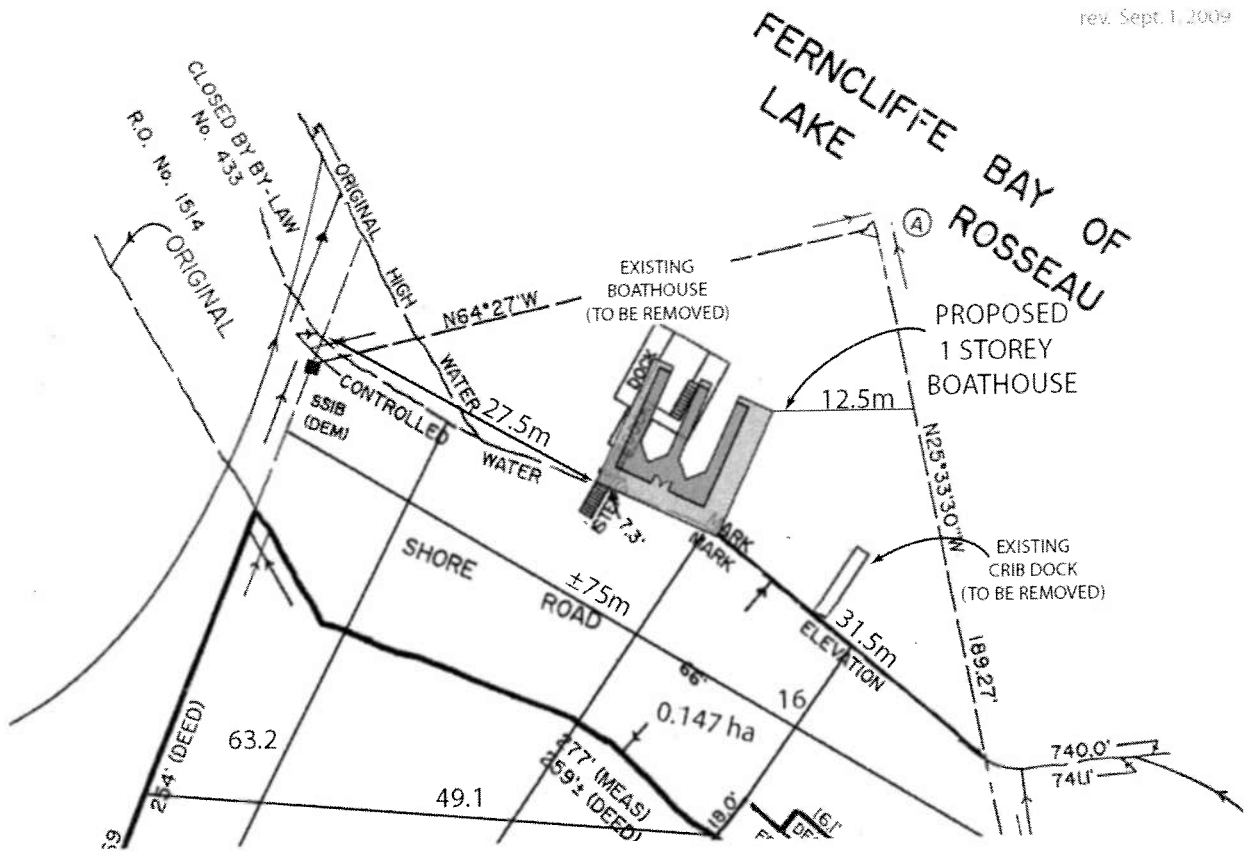 rev. Sept. 1, 2009
FERNCLIFFE BAY OF
LAKE ROSSEAU
CLOSED BY BY-LAW
No. 433
R.O. No. 1514
ORIGINAL
ORIGINAL
HIGH
WATER
EXISTING
BOATHOUSE
(TO BE REMOVED)
A
N64°27'W
PROPOSED
1 STOREY
BOATHOUSE
DOCK
12.5m
CONTROLLED
WATER
27.5m
SSIB
(DEM)
7.3'
MARK
MARK
N25°33'30"W
EXISTING
CRIB DOCK
(TO BE REMOVED)
SHORE
ROAD
±75m
31.5m
ELEVATION
189.27'
66'
16
0.147 ha
254' (DEED)
63.2
277' (MEAS)
259'± (DEED)
49.1
18.0'
740.0'
16.1'
69